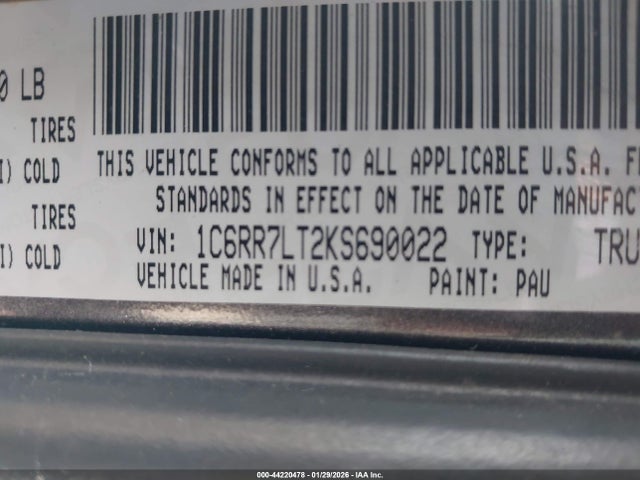 0 LB
TIRES
I) COLD
THIS VEHICLE CONFORMS TO ALL APPLICABLE U.S.A.
STANDARDS IN EFFECT ON THE DATE OF MANUFAC
TIRES
VIN: 1C6RR7LT2KS690022 TYPE: TRU
I) COLD
VEHICLE MADE IN U.S.A. PAINT: PAU
000-44220478 - 01/29/2026 - IAA Inc.